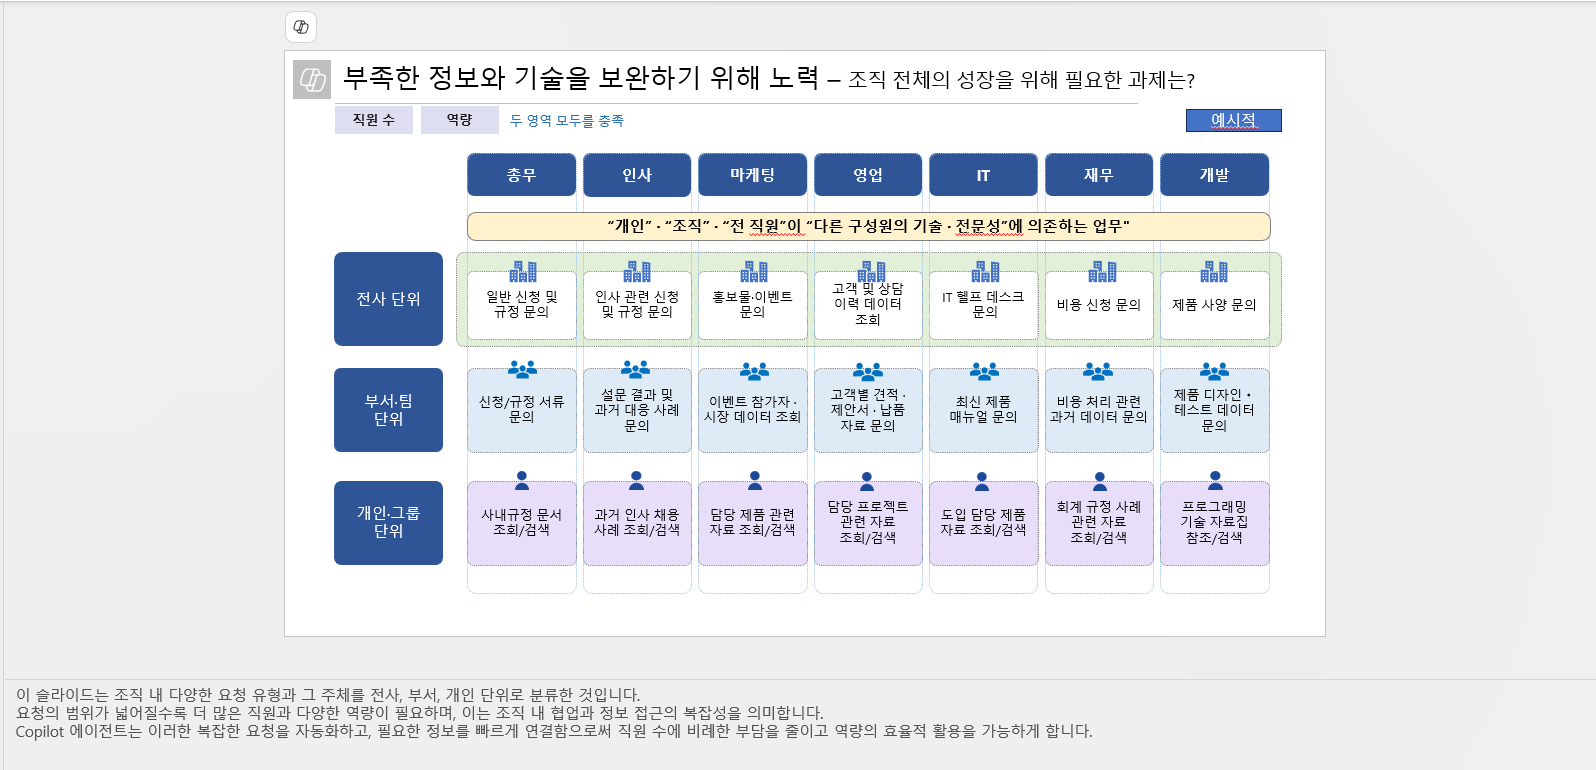 부족한 정보와 기술을 보완하기 위해 노력 – 조직 전체의 성장을 위해 필요한 과제는?
직원 수
역량
두 영역 모두를 충족
예시적
총무
인사
마케팅
영업
IT
재무
개발
“개인” · “조직” · “전 직원”이 “다른 구성원의 기술 · 전문성”에 의존하는 업무"
전사 단위
일반 신청 및
규정 문의
인사 관련 신청
및 규정 문의
홍보물·이벤트
문의
고객 및 상담
이력 데이터
조회
IT 헬프 데스크
문의
비용 신청 문의
제품 사양 문의
부서·팀
단위
신청/규정 서류
문의
설문 결과 및
과거 대응 사례
문의
이벤트 참가자 ·
시장 데이터 조회
고객별 견적 ·
제안서 · 납품
자료 문의
최신 제품
매뉴얼 문의
비용 처리 관련
과거 데이터 문의
제품 디자인 •
테스트 데이터
문의
개인·그룹
단위
사내규정 문서
조회/검색
과거 인사 채용
사례 조회/검색
담당 제품 관련
자료 조회/검색
담당 프로젝트
관련 자료
조회/검색
도입 담당 제품
자료 조회/검색
회계 규정 사례
관련 자료
조회/검색
프로그래밍
기술 자료집
참조/검색
이 슬라이드는 조직 내 다양한 요청 유형과 그 주체를 전사, 부서, 개인 단위로 분류한 것입니다.
요청의 범위가 넓어질수록 더 많은 직원과 다양한 역량이 필요하며, 이는 조직 내 협업과 정보 접근의 복잡성을 의미합니다.
Copilot 에이전트는 이러한 복잡한 요청을 자동화하고, 필요한 정보를 빠르게 연결함으로써 직원 수에 비례한 부담을 줄이고 역량의 효율적 활용을 가능하게 합니다.